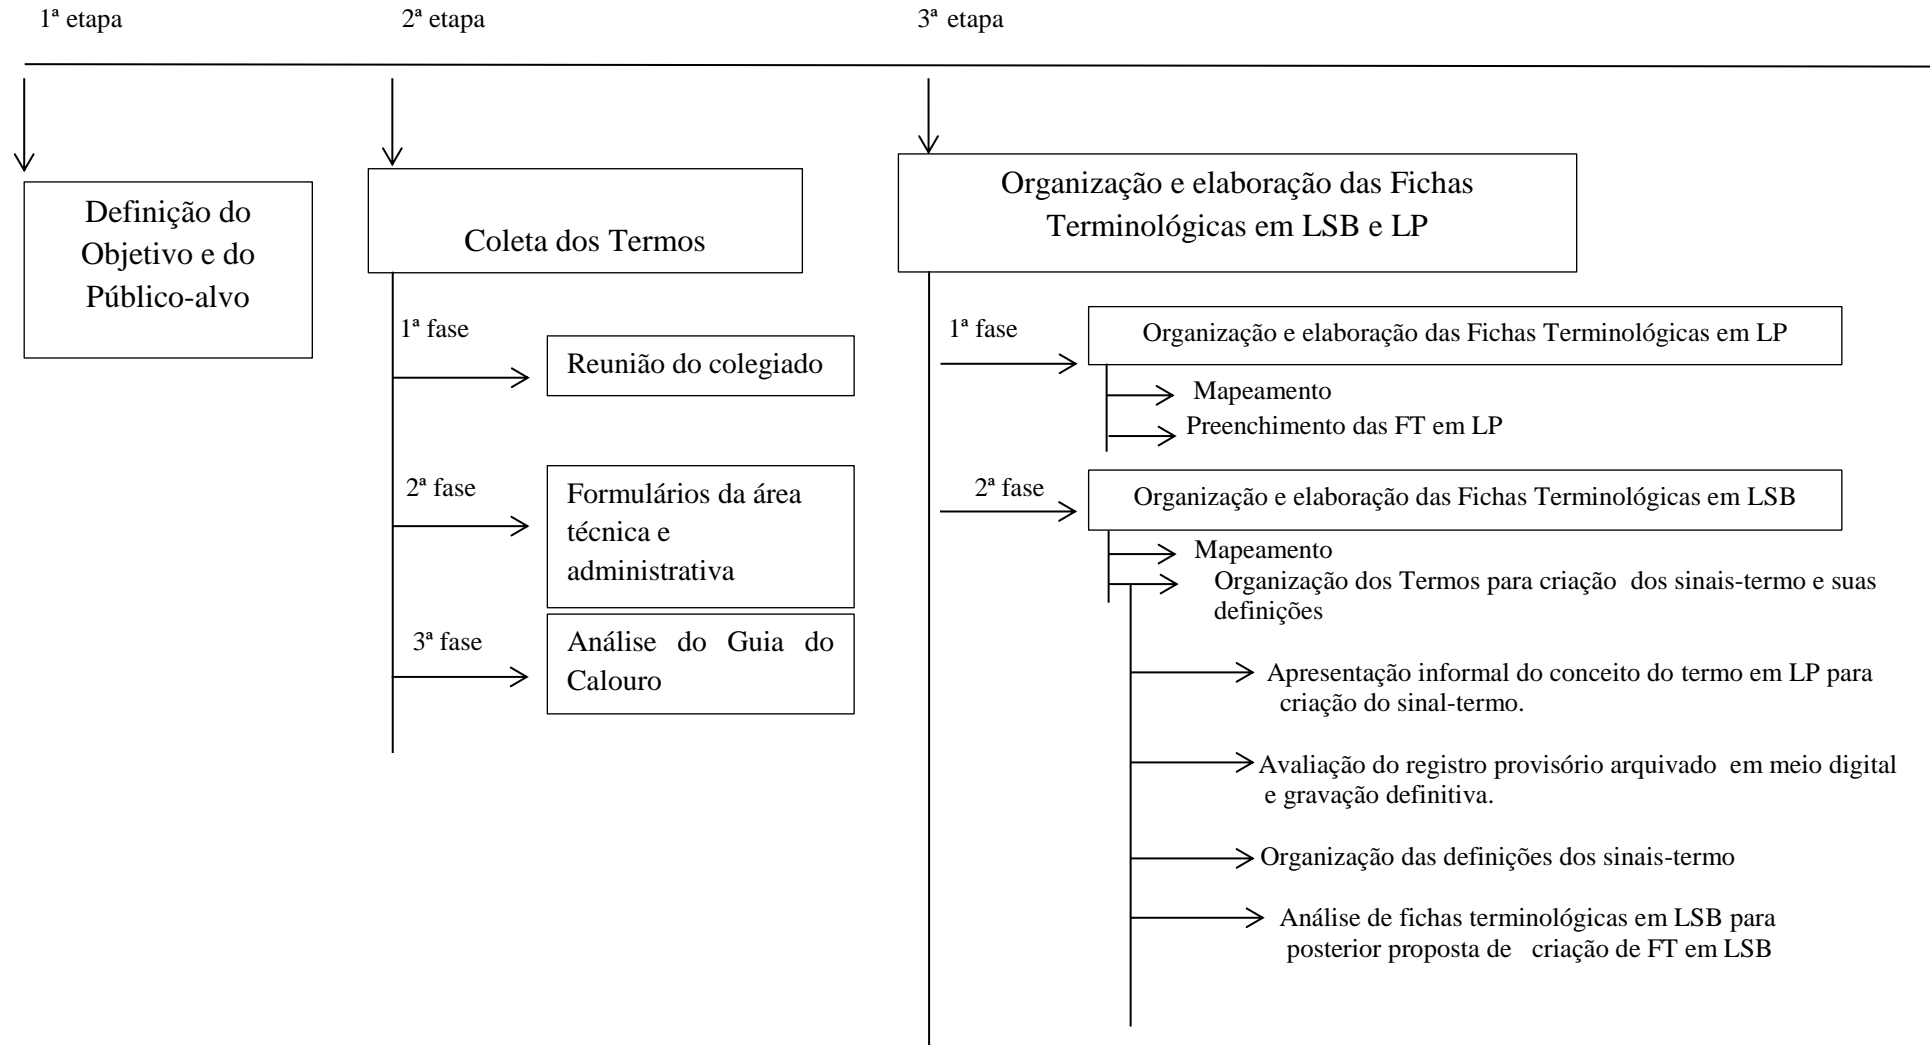 1ª etapa
2ª etapa
3ª etapa
Definição do
Objetivo e do
Público-alvo
Coleta dos Termos
1ª fase
Reunião do colegiado
2ª fase
Formulários da área
técnica e
administrativa
3ª fase
Análise do Guia do
Calouro
Organização e elaboração das Fichas
Terminológicas em LSB e LP
1ª fase
Organização e elaboração das Fichas Terminológicas em LP
Mapeamento
Preenchimento das FT em LP
2ª fase
Organização e elaboração das Fichas Terminológicas em LSB
Mapeamento
Organização dos Termos para criação dos sinais-termo e suas
definições
Apresentação informal do conceito do termo em LP para
criação do sinal-termo.
Avaliação do registro provisório arquivado em meio digital
e gravação definitiva.
Organização das definições dos sinais-termo
Análise de fichas terminológicas em LSB para
posterior proposta de criação de FT em LSB